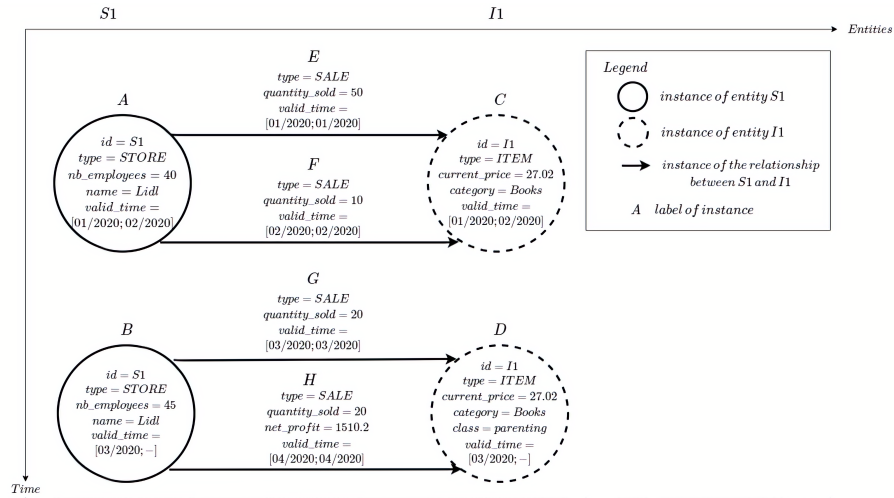 S1
I1
Entities
E
type = SALE
quantity_sold = 50
valid_time =
[01/2020; 01/2020]
A
id = S1
type = STORE
nb_employees = 40
name = Lidl
valid_time =
[01/2020; 02/2020]
F
type = SALE
quantity_sold = 10
valid_time =
[02/2020; 02/2020]
C
id = I1
type = ITEM
current_price = 27.02
category = Books
valid_time =
[01/2020; 02/2020]
Legend
instance of entity S1
instance of entity I1
instance of the relationship
between S1 and I1
A label of instance
G
type = SALE
quantity_sold = 20
valid_time =
[03/2020; 03/2020]
B
id = S1
type = STORE
nb_employees = 45
name = Lidl
valid_time =
[03/2020; −]
H
type = SALE
quantity_sold = 20
net_profit = 1510.2
valid_time =
[04/2020; 04/2020]
D
id = I1
type = ITEM
current_price = 27.02
category = Books
class = parenting
valid_time =
[03/2020; −]
Time